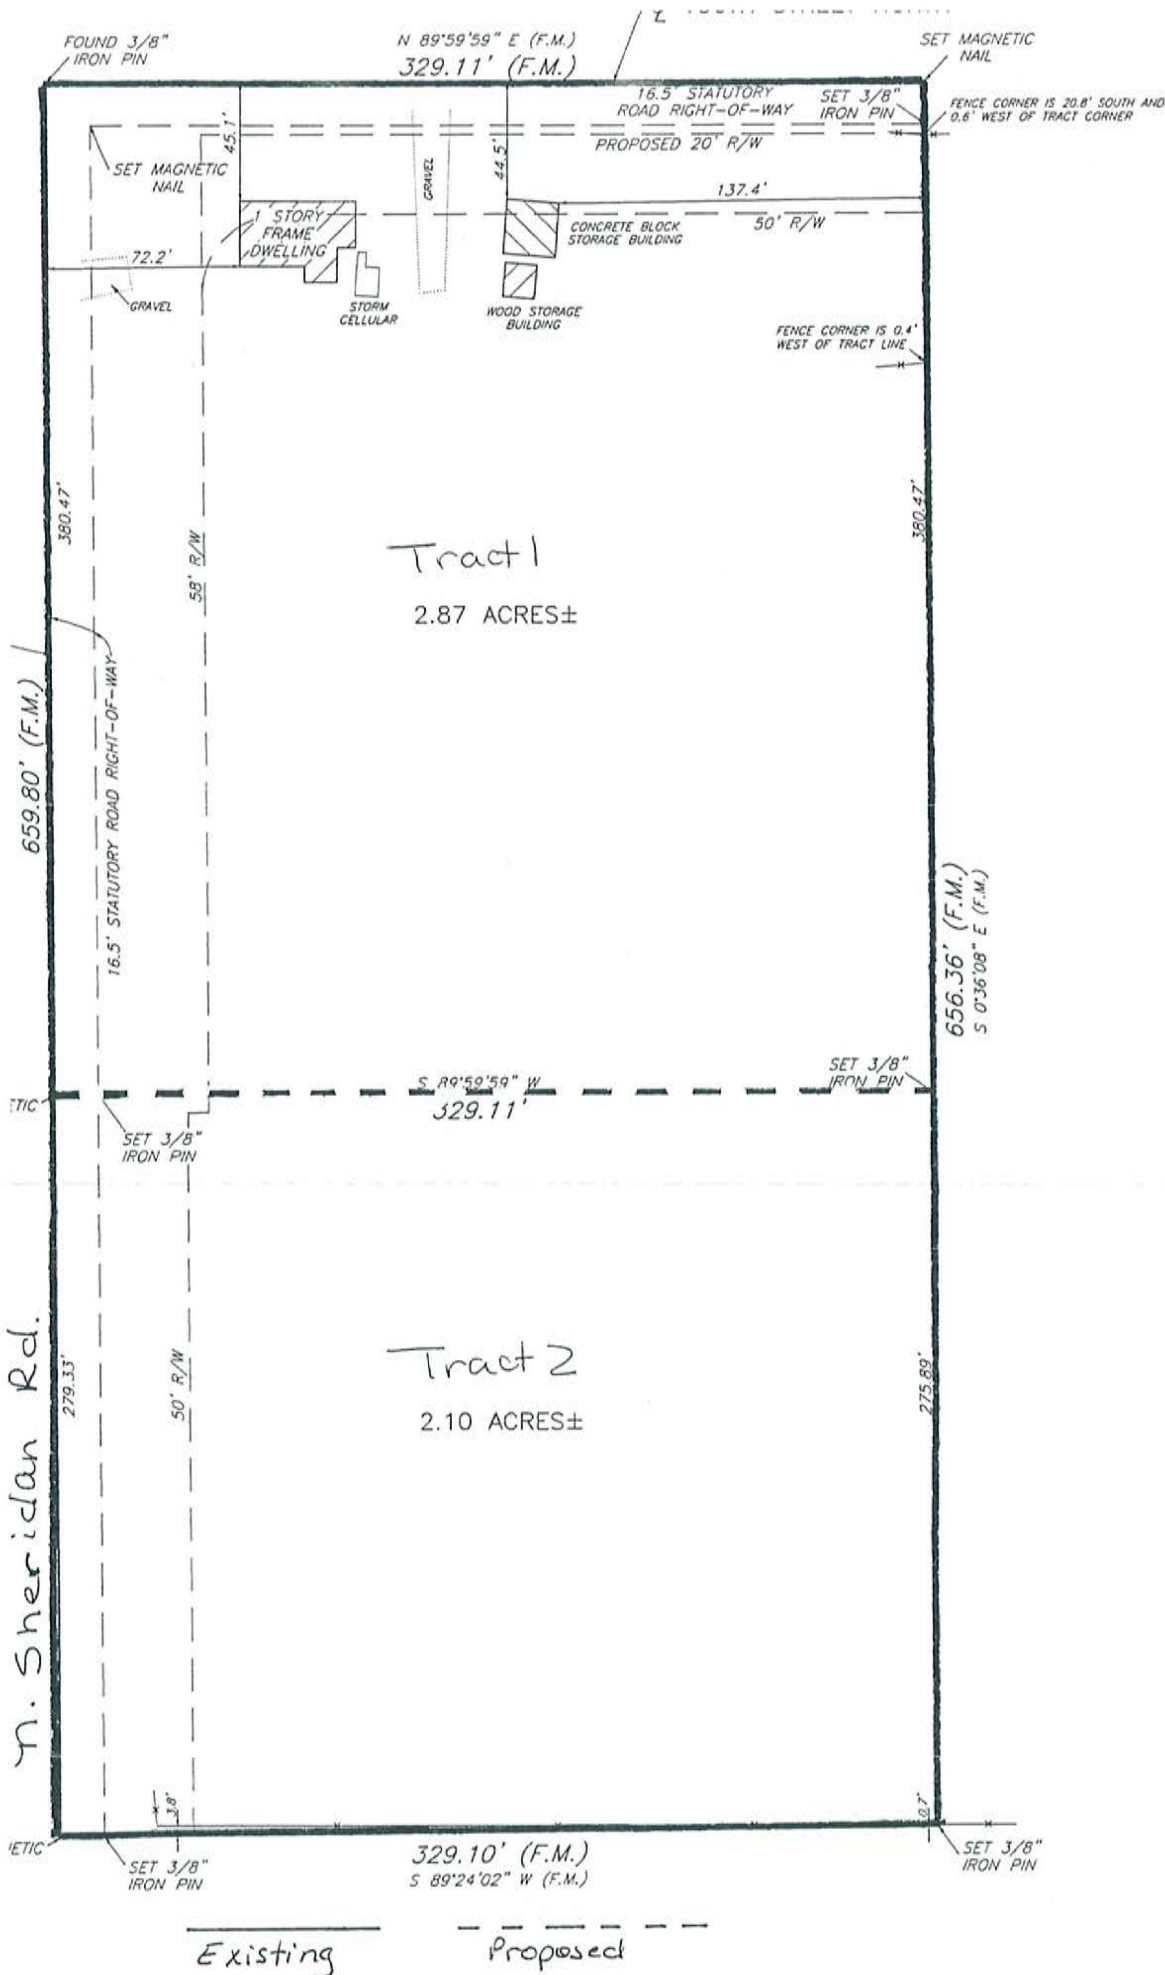 FOUND 3/8"
IRON PIN
N 89°59'59" E (F.M.)
329.11' (F.M.)
SET MAGNETIC
NAIL
16.5' STATUTORY
ROAD RIGHT-OF-WAY
SET 3/8"
IRON PIN
FENCE CORNER IS 20.8' SOUTH AND
0.6' WEST OF TRACT CORNER
PROPOSED 20' R/W
SET MAGNETIC
NAIL
45.1'
GRAVEL
44.5'
137.4'
50' R/W
1 STORY
FRAME
DWELLING
CONCRETE BLOCK
STORAGE BUILDING
72.2'
GRAVEL
STORM
CELLULAR
WOOD STORAGE
BUILDING
FENCE CORNER IS 0.4'
WEST OF TRACT LINE
380.47'
58' R/W
380.47'
Tract 1
2.87 ACRES±
16.5' STATUTORY ROAD RIGHT-OF-WAY
659.80' (F.M.)
656.36' (F.M.)
S 0°36'08" E (F.M.)
S 89°59'59" W
329.11'
SET 3/8"
IRON PIN
ETIC
SET 3/8"
IRON PIN
Tract 2
2.10 ACRES±
N. Sheridan Rd.
279.33'
50' R/W
275.89'
3.8'
0.7'
ETIC
SET 3/8"
IRON PIN
329.10' (F.M.)
S 89°24'02" W (F.M.)
SET 3/8"
IRON PIN
Existing
Proposed